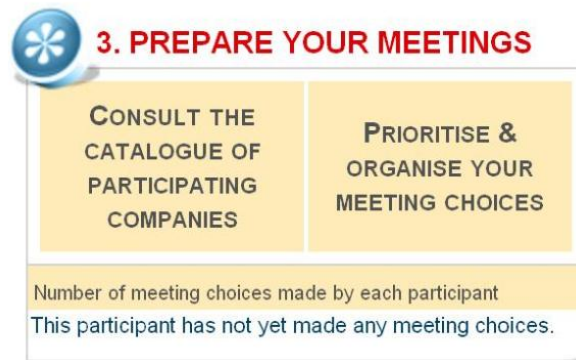 3. PREPARE YOUR MEETINGS
CONSULT THE
CATALOGUE OF
PARTICIPATING
COMPANIES
PRIORITISE &
ORGANISE YOUR
MEETING CHOICES
Number of meeting choices made by each participant
This participant has not yet made any meeting choices.